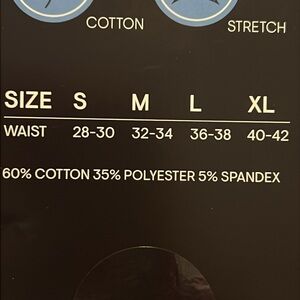 COTTON STRETCH
SIZE S M L XL
WAIST 28-30 32-34 36-38 40-42
60% COTTON 35% POLYESTER 5% SPANDEX